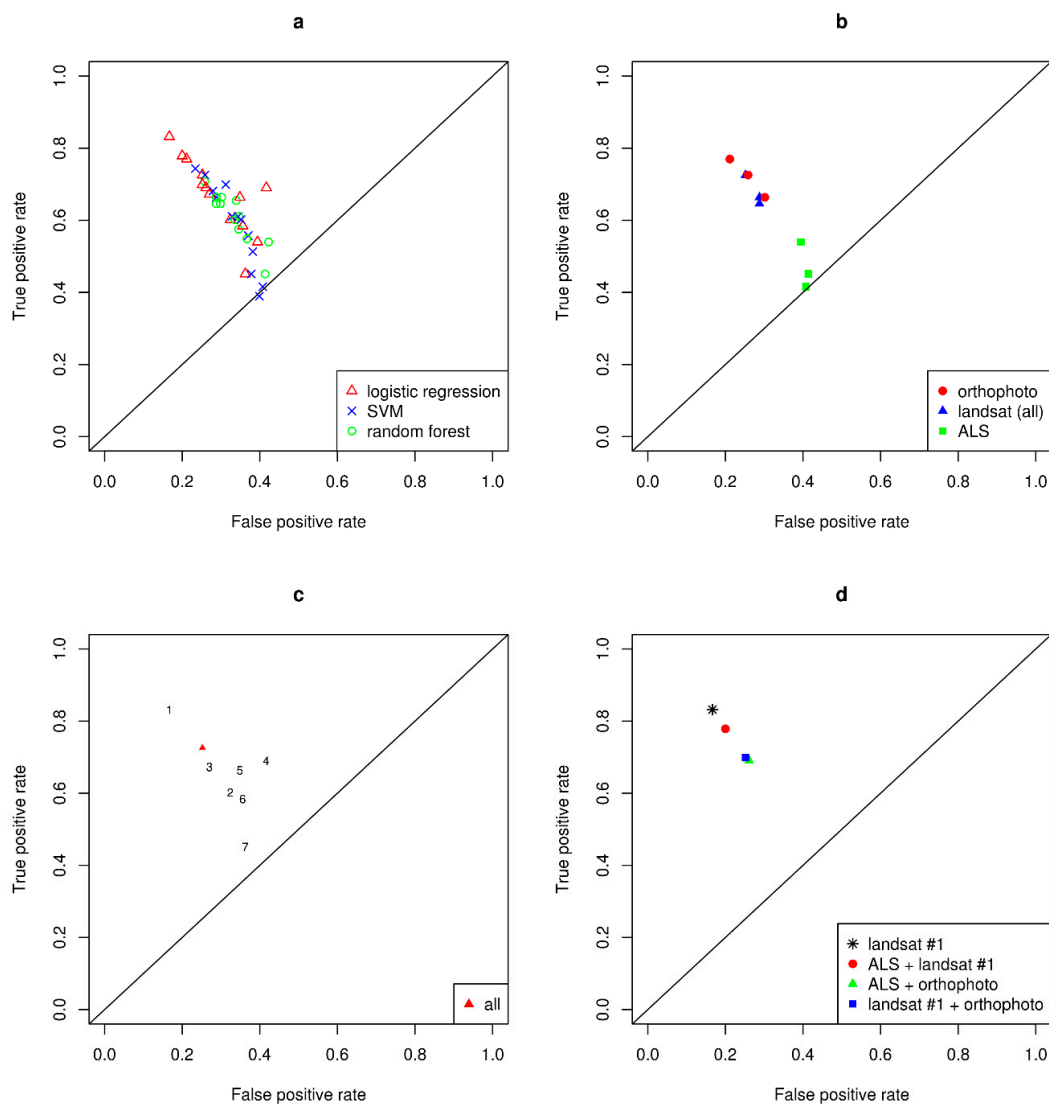 a
1.0
0.8
0.6
0.4
0.2
0.0
True positive rate
logistic regression
SVM
random forest
0.0 0.2 0.4 0.6 0.8 1.0
False positive rate
b
1.0
0.8
0.6
0.4
0.2
0.0
True positive rate
orthophoto
landsat (all)
ALS
0.0 0.2 0.4 0.6 0.8 1.0
False positive rate
c
1.0
0.8
0.6
0.4
0.2
0.0
True positive rate
1
3
5
4
2
6
7
all
0.0 0.2 0.4 0.6 0.8 1.0
False positive rate
d
1.0
0.8
0.6
0.4
0.2
0.0
True positive rate
landsat #1
ALS + landsat #1
ALS + orthophoto
landsat #1 + orthophoto
0.0 0.2 0.4 0.6 0.8 1.0
False positive rate